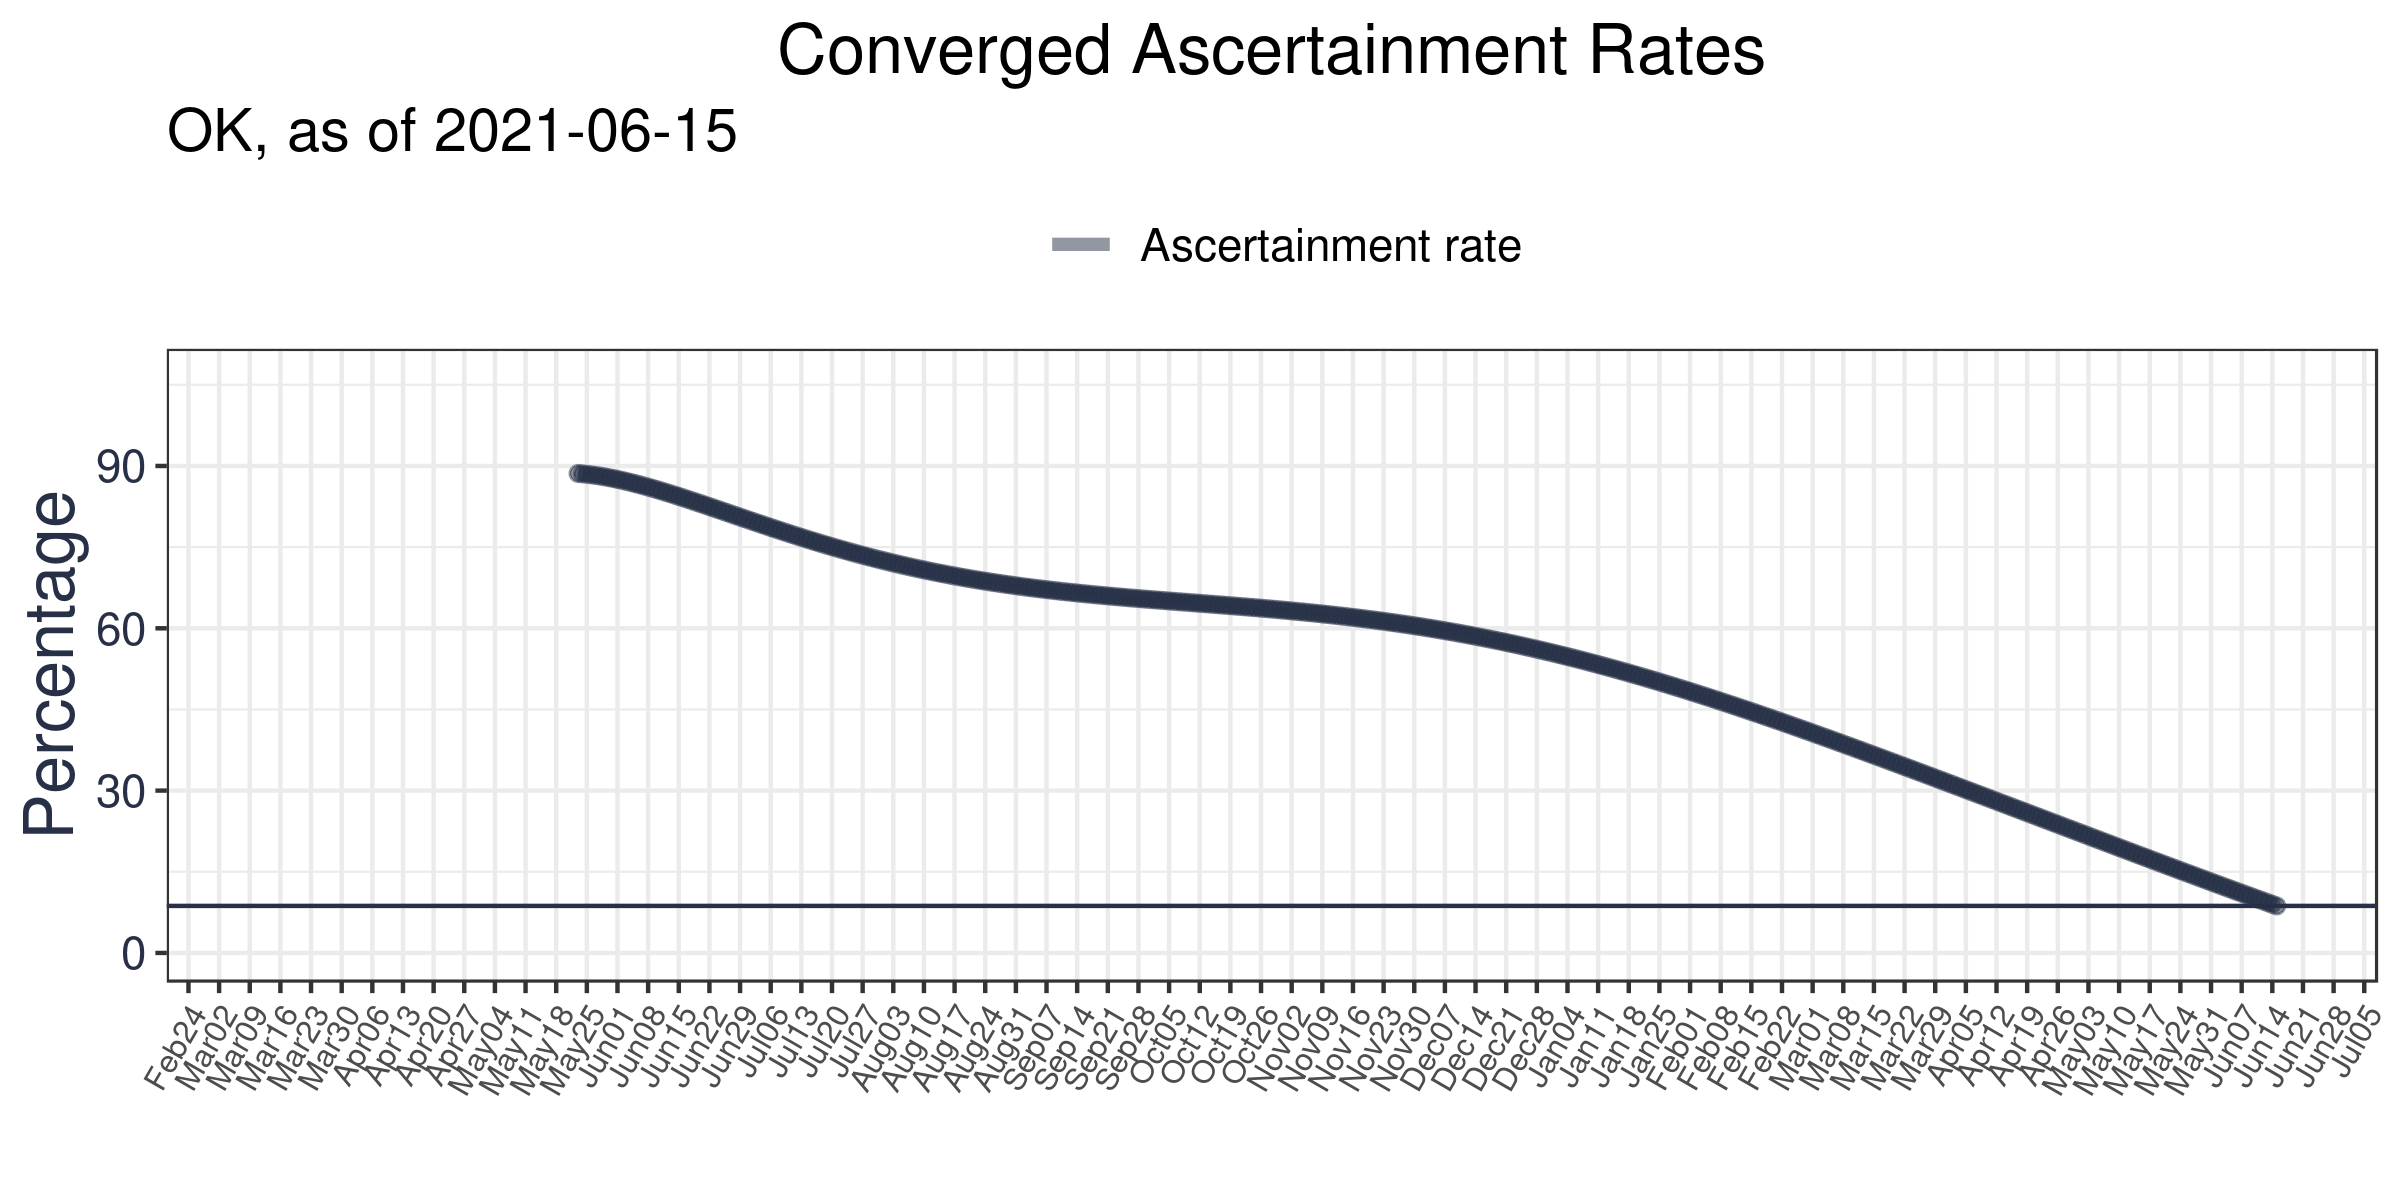 Converged Ascertainment Rates
OK, as of 2021-06-15
Ascertainment rate
Percentage
90
60
30
0
Feb24 Mar02 Mar09 Mar16 Mar23 Mar30 Apr06 Apr13 Apr20 Apr27 May04 May11 May18 May25 Jun01 Jun08 Jun15 Jun22 Jun29 Jul06 Jul13 Jul20 Jul27 Aug03 Aug10 Aug17 Aug24 Aug31 Sep07 Sep14 Sep21 Sep28 Oct05 Oct12 Oct19 Oct26 Nov02 Nov09 Nov16 Nov23 Nov30 Dec07 Dec14 Dec21 Dec28 Jan04 Jan11 Jan18 Jan25 Feb01 Feb08 Feb15 Feb22 Mar01 Mar08 Mar15 Mar22 Mar29 Apr05 Apr12 Apr19 Apr26 May03 May10 May17 May24 May31 Jun07 Jun14 Jun21 Jun28 Jul05